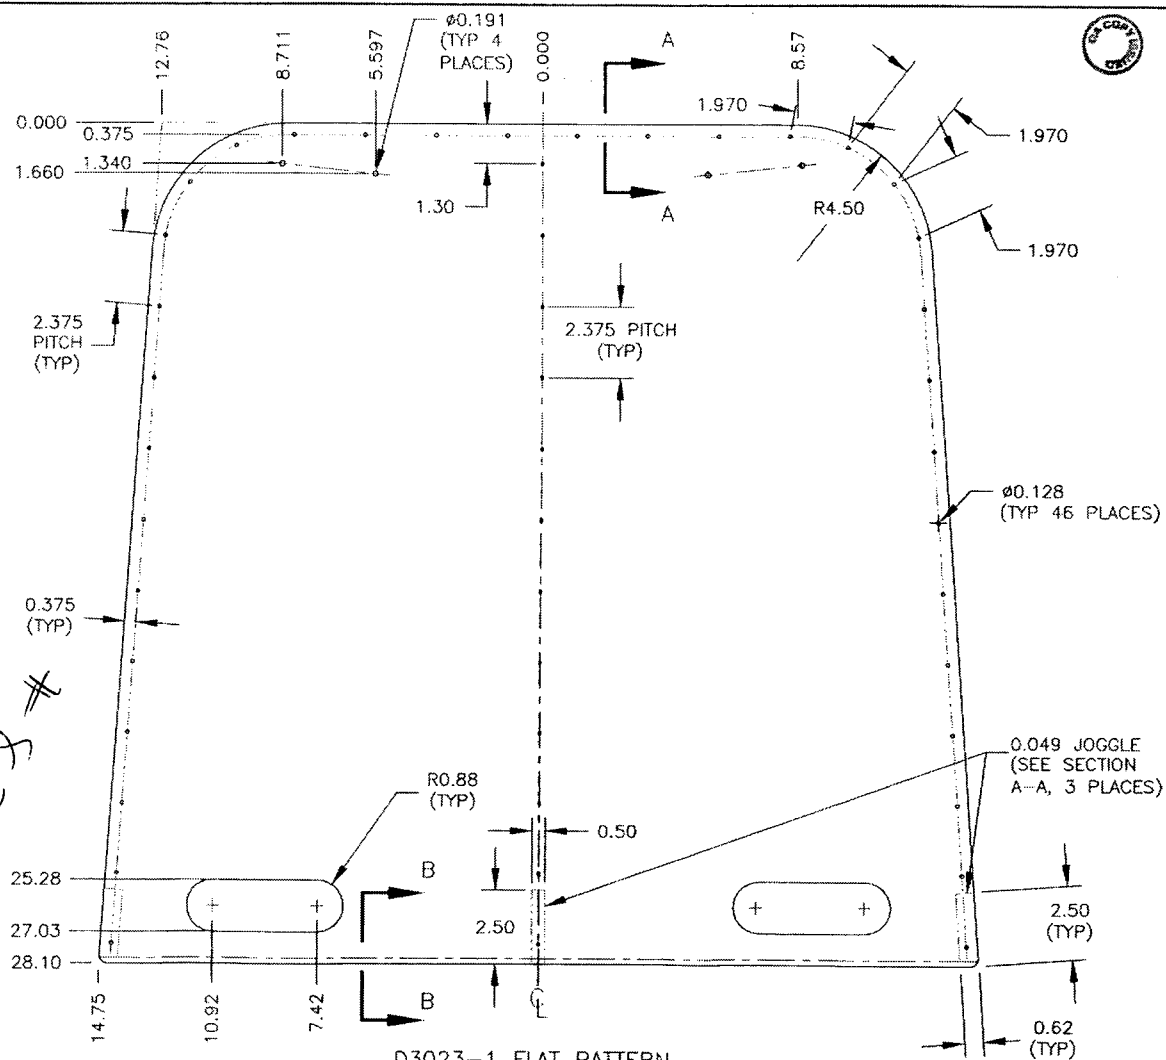 ø0.191
(TYP 4
PLACES)
12.76
8.711
5.597
0.000
A
8.57
1.970
0.000
0.375
1.340
1.660
1.30
A
R4.50
1.970
1.970
2.375
PITCH
(TYP)
2.375 PITCH
(TYP)
ø0.128
(TYP 46 PLACES)
0.375
(TYP)
R0.88
(TYP)
0.50
0.049 JOGGLE
(SEE SECTION
A-A, 3 PLACES)
25.28
27.03
28.10
B
2.50
2.50
(TYP)
14.75
10.92
7.42
B
CL
0.62
(TYP)
D3023-1 FLAT PATTERN